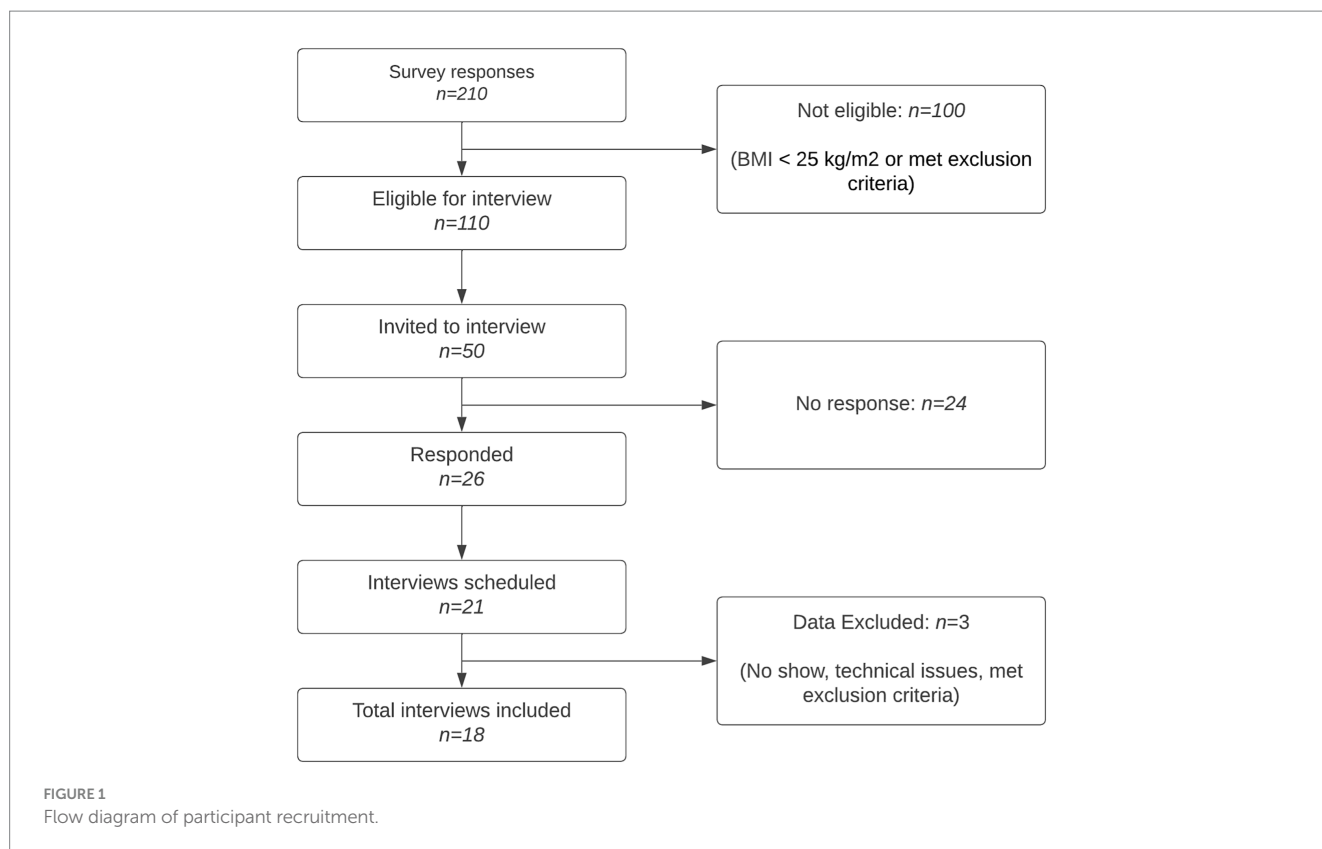 Survey responses
n=210
Not eligible: n=100
(BMI < 25 kg/m2 or met exclusion
criteria)
Eligible for interview
n=110
Invited to interview
n=50
No response: n=24
Responded
n=26
Interviews scheduled
n=21
Data Excluded: n=3
(No show, technical issues, met
exclusion criteria)
Total interviews included
n=18
FIGURE 1
Flow diagram of participant recruitment.